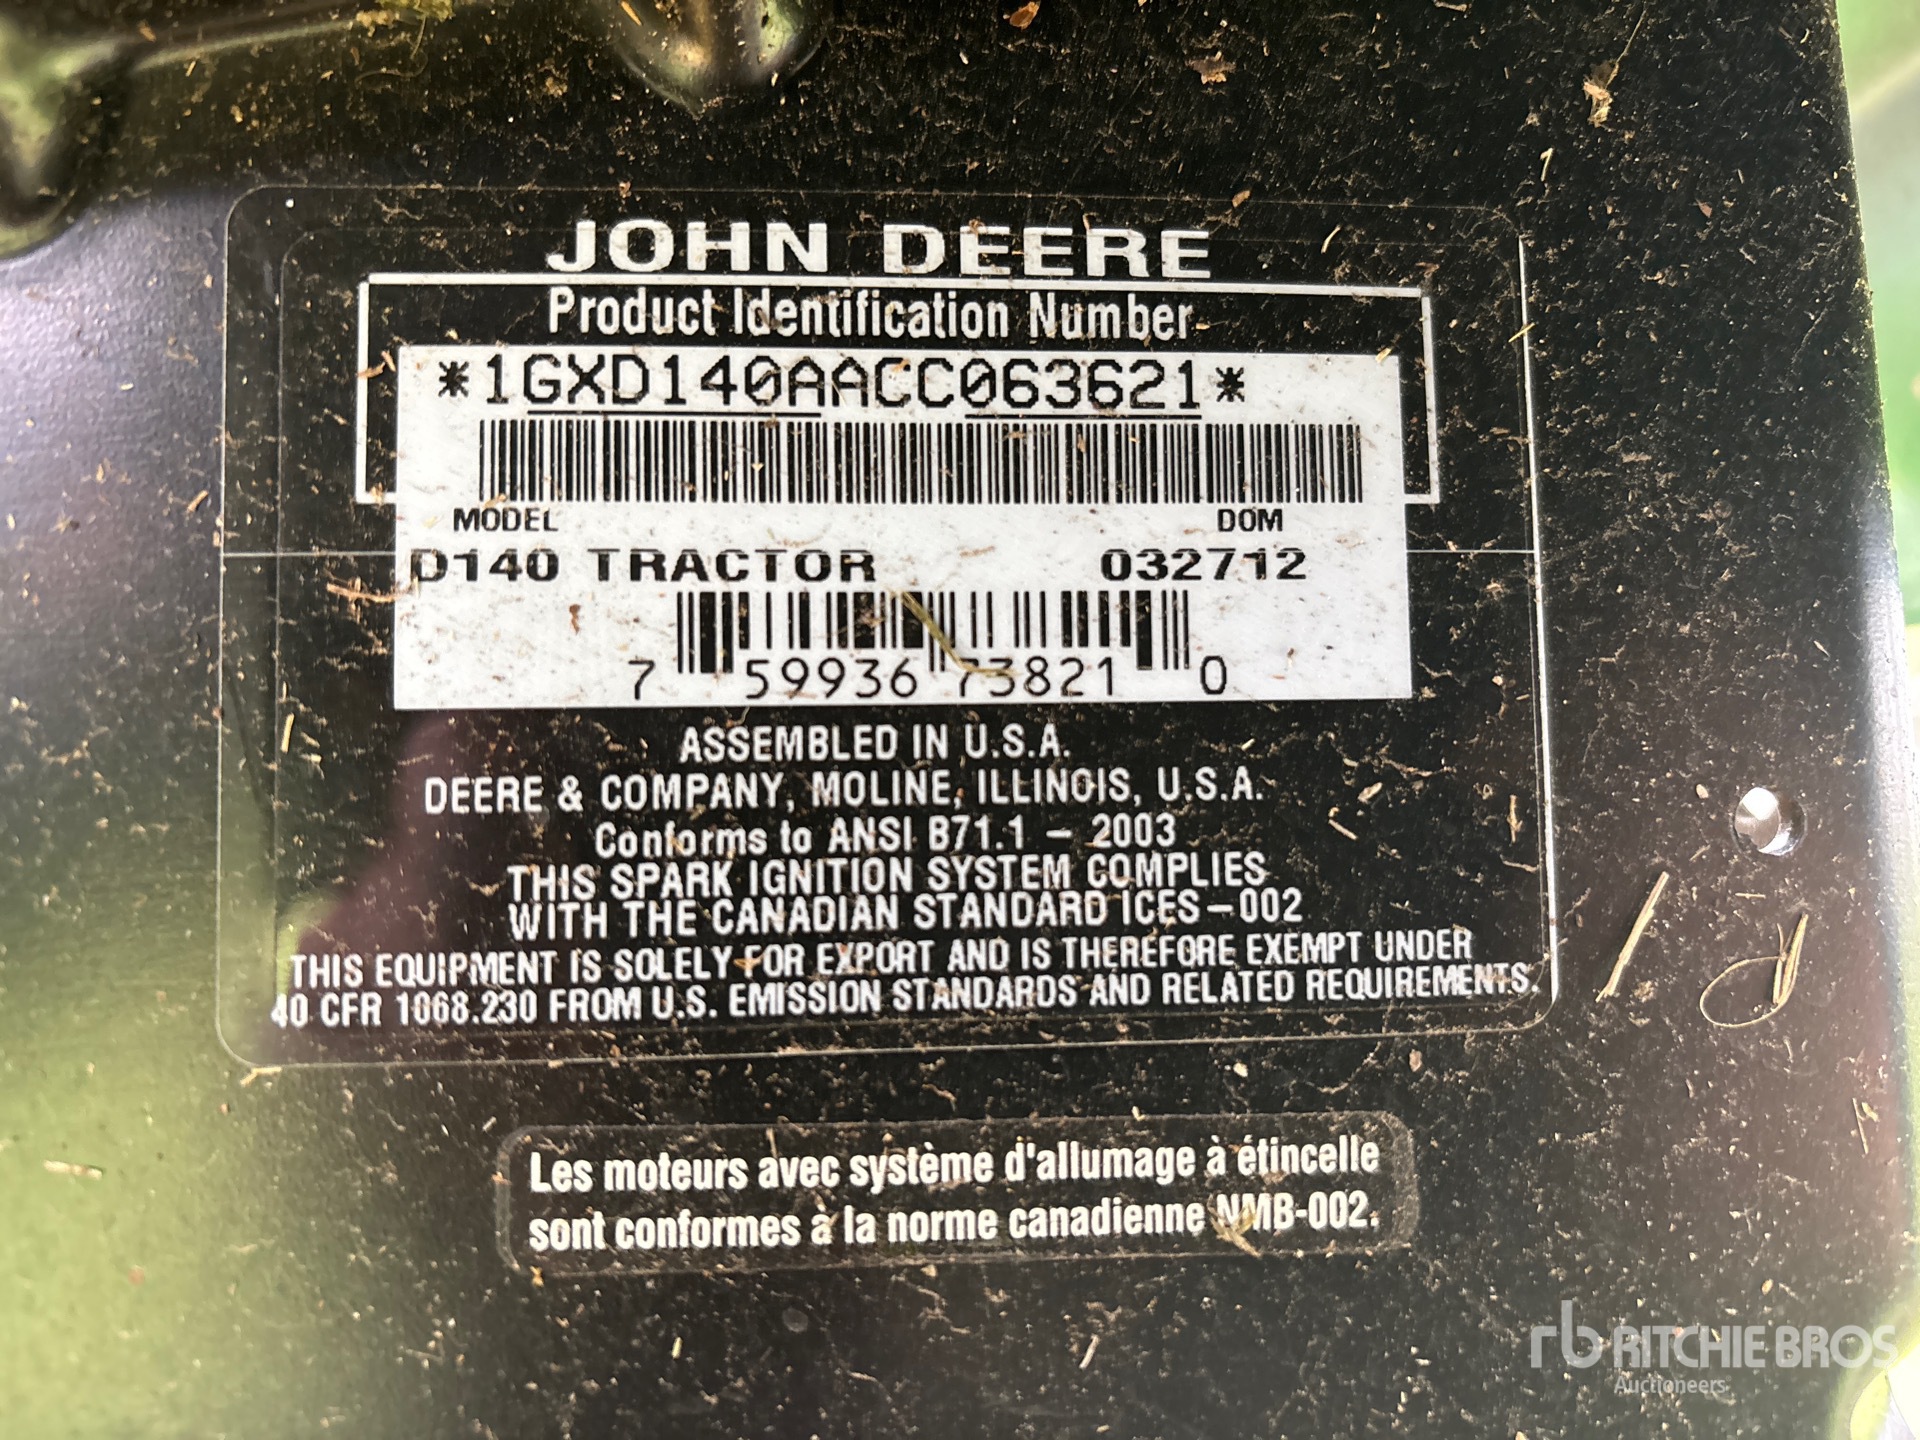 JOHN DEERE
Product Identification Number
*1GXD140AACC063621*
MODEL DOM
D140 TRACTOR 032712
7 59936 73821 0
ASSEMBLED IN U.S.A.
DEERE & COMPANY, MOLINE, ILLINOIS, U.S.A.
Conforms to ANSI B71.1 - 2003
THIS SPARK IGNITION SYSTEM COMPLIES
WITH THE CANADIAN STANDARD ICES-002
THIS EQUIPMENT IS SOLELY FOR EXPORT AND IS THEREFORE EXEMPT UNDER
40 CFR 1068.230 FROM U.S. EMISSION STANDARDS AND RELATED REQUIREMENTS.
Les moteurs avec système d'allumage à étincelle
sont conformes à la norme canadienne NMB-002.
rb RITCHIE BROS
Auctioneers